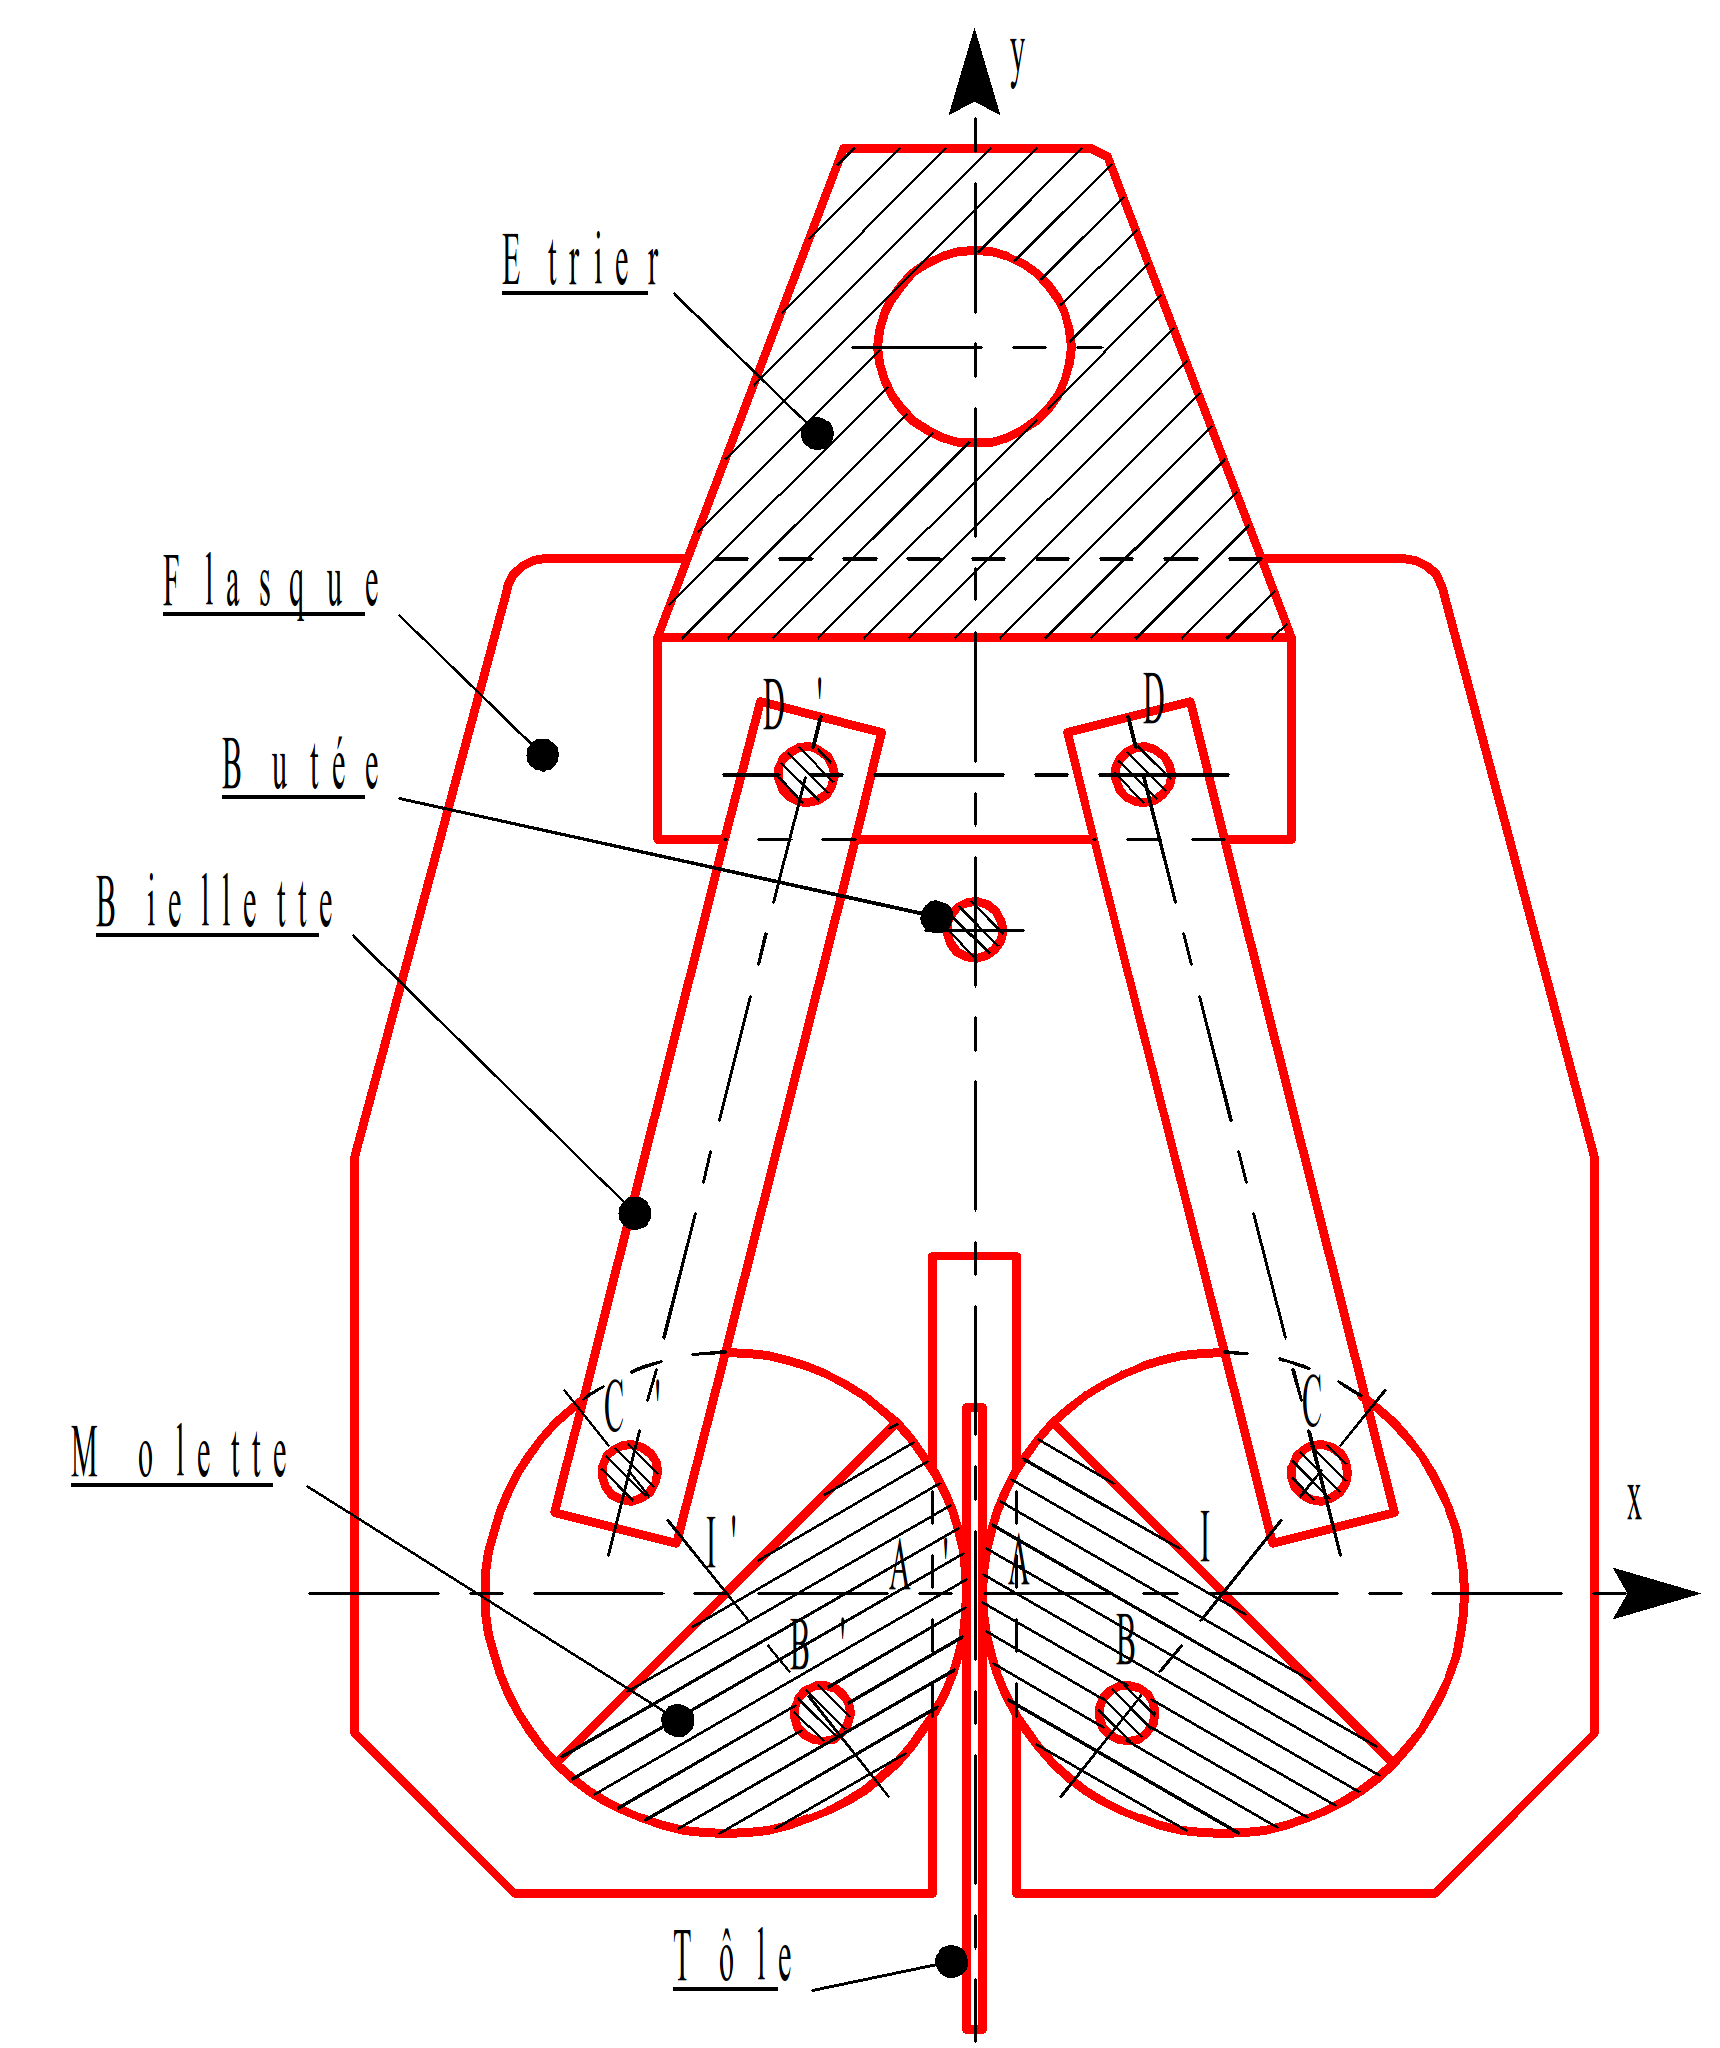 y
Etrier
Flasque
D' D
Butée
Biellette
C' C
Molette
x
I' A' A I
B' B
Tôle